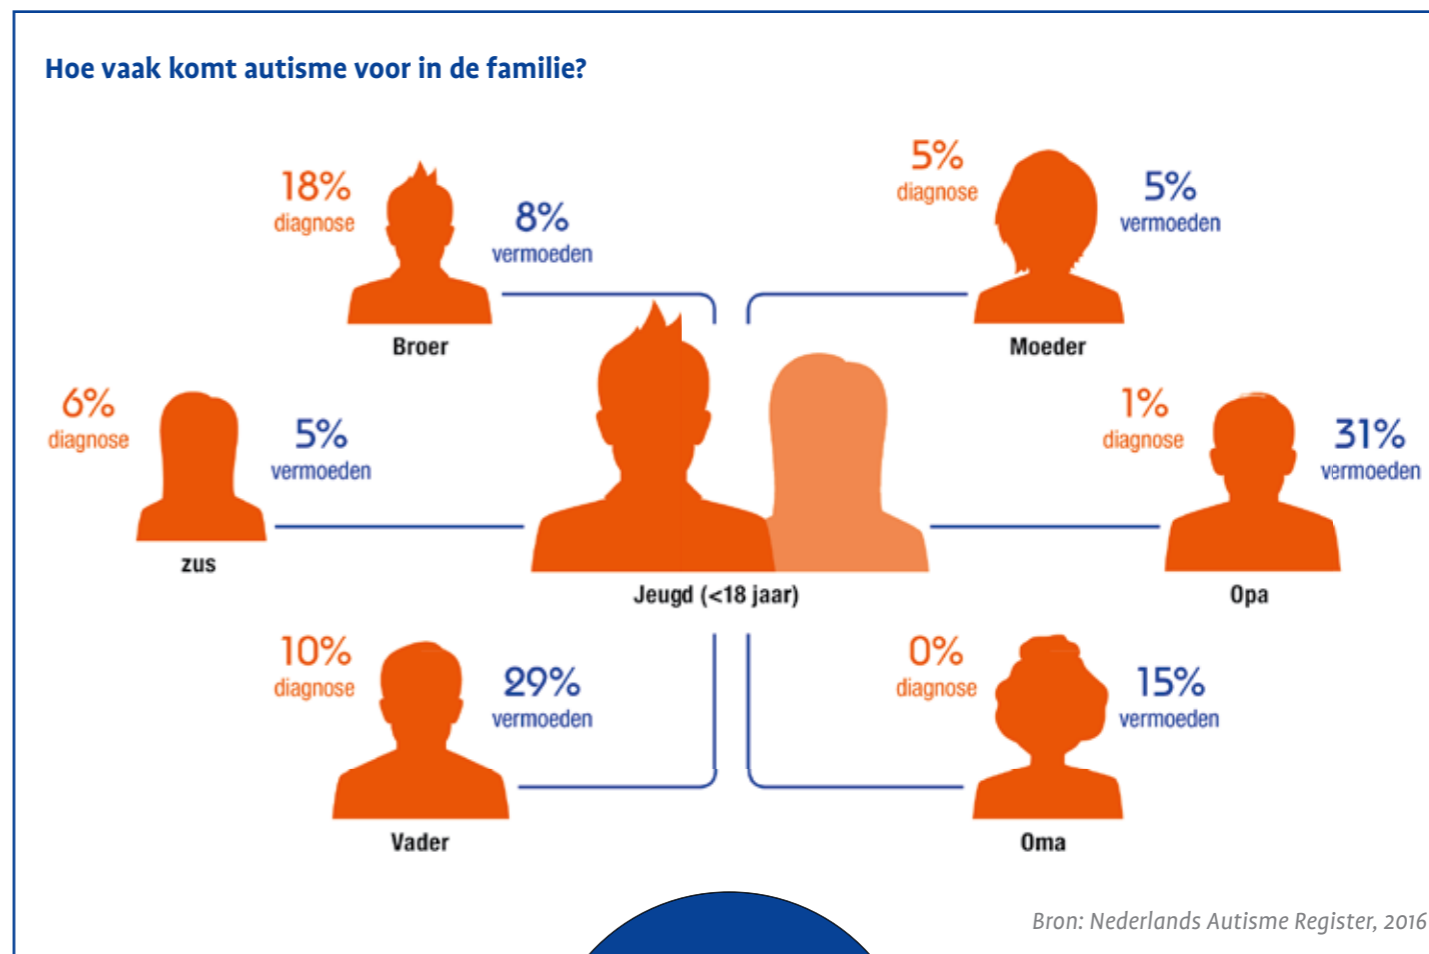 Hoe vaak komt autisme voor in de familie?
18%
diagnose
8%
vermoeden
Broer
5%
diagnose
5%
vermoeden
Moeder
6%
diagnose
5%
vermoeden
zus
Jeugd (<18 jaar)
1%
diagnose
31%
vermoeden
Opa
10%
diagnose
29%
vermoeden
Vader
0%
diagnose
15%
vermoeden
Oma
Bron: Nederlands Autisme Register, 2016